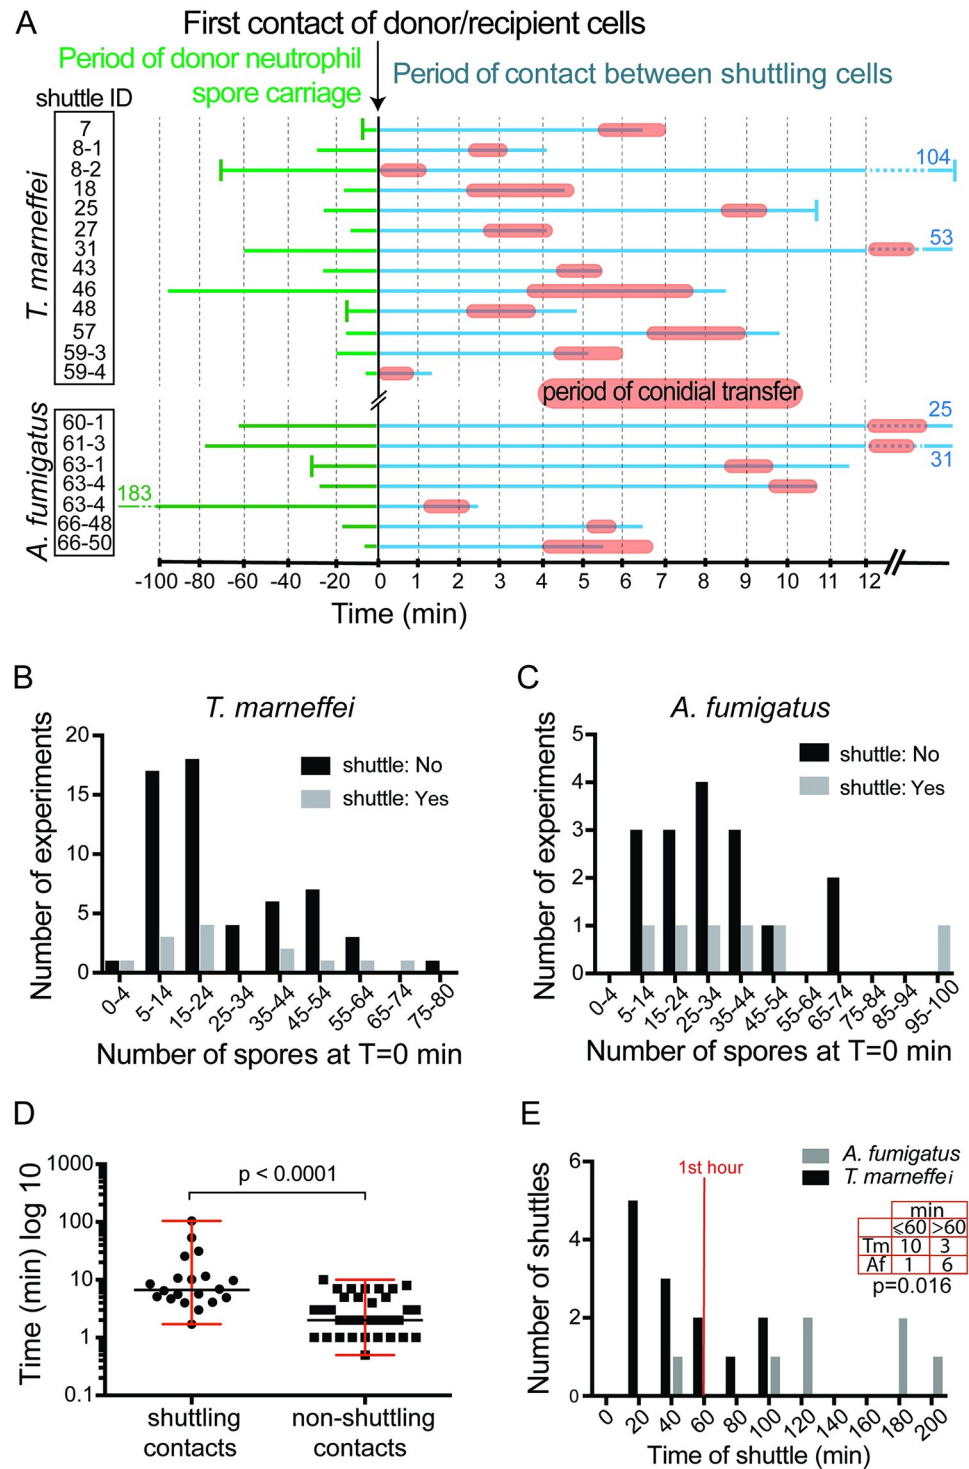 A
First contact of donor/recipient cells
Period of donor neutrophil
spore carriage
Period of contact between shuttling cells
shuttle ID
T. marneffei
7
8-1
8-2
104
18
25
27
31
53
43
46
48
57
59-3
59-4
period of conidial transfer
A. fumigatus
60-1
25
61-3
63-1
31
63-4
183
63-4
66-48
66-50
-100 -80 -60 -40 -20 0 1 2 3 4 5 6 7 8 9 10 11 12
Time (min)
B
T. marneffei
Number of experiments
20
15
10
5
0
shuttle: No
shuttle: Yes
0-4 5-14 15-24 25-34 35-44 45-54 55-64 65-74 75-80
Number of spores at T=0 min
C
A. fumigatus
Number of experiments
5
4
3
2
1
0
shuttle: No
shuttle: Yes
0-4 5-14 15-24 25-34 35-44 45-54 55-64 65-74 75-84 85-94 95-100
Number of spores at T=0 min
D
Time (min) log 10
1000
100
10
1
0.1
p < 0.0001
shuttling
contacts
non-shuttling
contacts
E
Number of shuttles
6
4
2
0
1st hour
A. fumigatus
T. marneffei
min
⩽60 >60
Tm 10 3
Af 1 6
p=0.016
0 20 40 60 80 100 120 140 160 180 200
Time of shuttle (min)